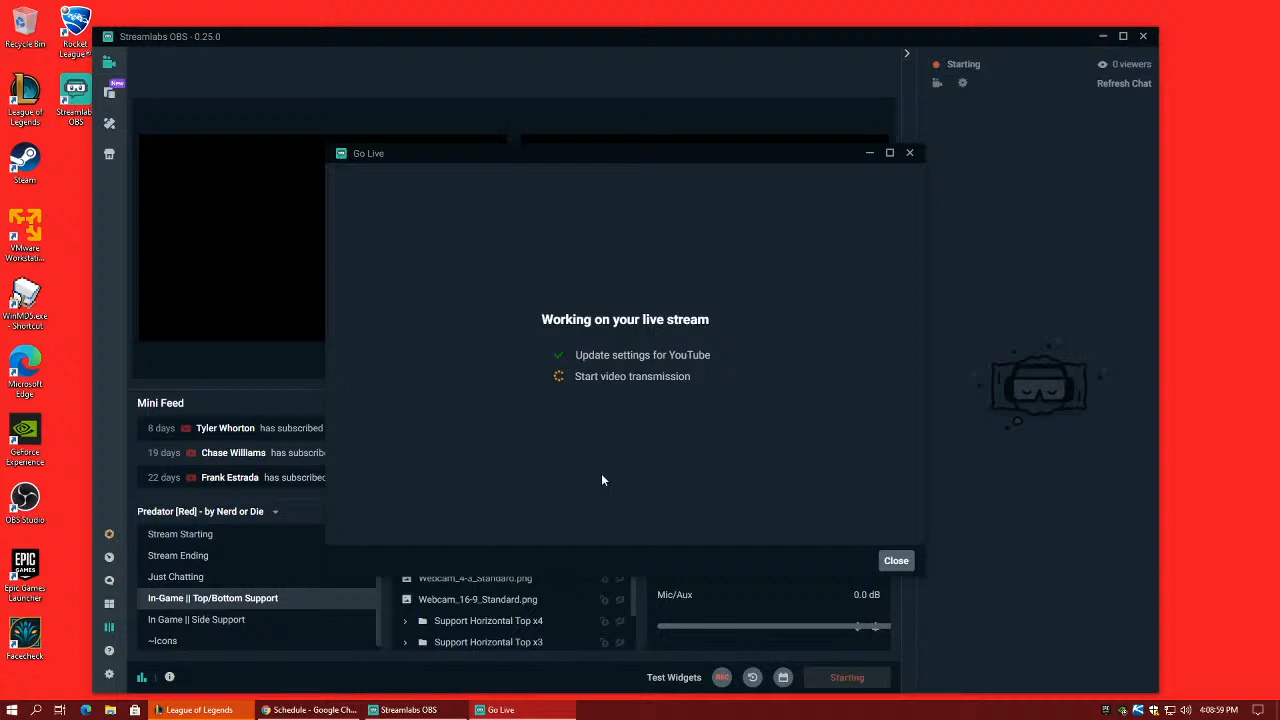 Recycle Bin
Rocket
League®
League of
Legends
Streamlabs
OBS
Steam
VMware
Workstati...
WinMD5.exe
- Shortcut
Microsoft
Edge
GeForce
Experience
OBS Studio
Epic Games
Launcher
Facecheck
Streamlabs OBS - 0.25.0
New
Starting
0 viewers
Refresh Chat
Go Live
Working on your live stream
Update settings for YouTube
Start video transmission
Close
Mini Feed
8 days Tyler Whorton has subscribed
19 days Chase Williams has subscribe
22 days Frank Estrada has subscribed
Predator [Red] - by Nerd or Die
Stream Starting
Stream Ending
Just Chatting
In-Game || Top/Bottom Support
In Game || Side Support
~Icons
Webcam_4-3_Standard.png
Webcam_16-9_Standard.png
Support Horizontal Top x4
Support Horizontal Top x3
Mic/Aux 0.0 dB
Test Widgets
REC
Starting
League of Legends
Schedule - Google Ch...
Streamlabs OBS
Go Live
4:08:59 PM